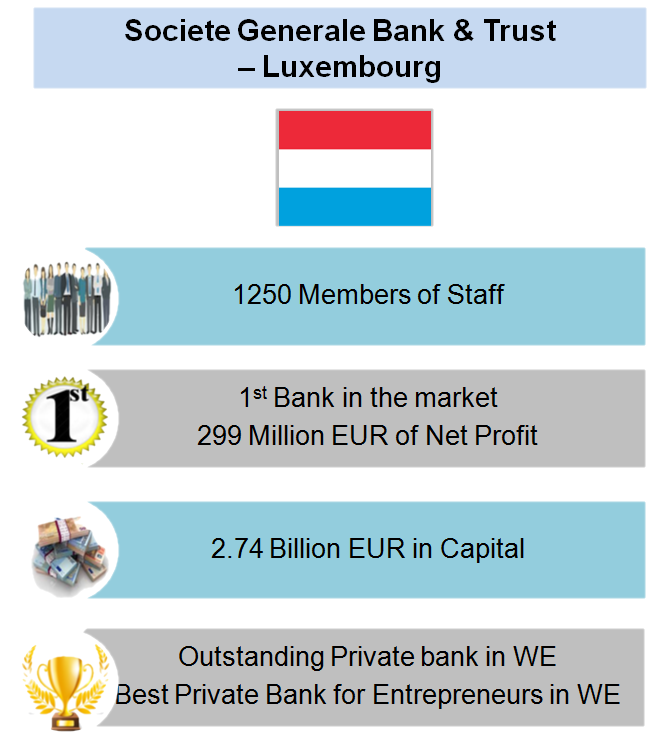 Societe Generale Bank & Trust
– Luxembourg
1250 Members of Staff
1st
1st Bank in the market
299 Million EUR of Net Profit
2.74 Billion EUR in Capital
Outstanding Private bank in WE
Best Private Bank for Entrepreneurs in WE